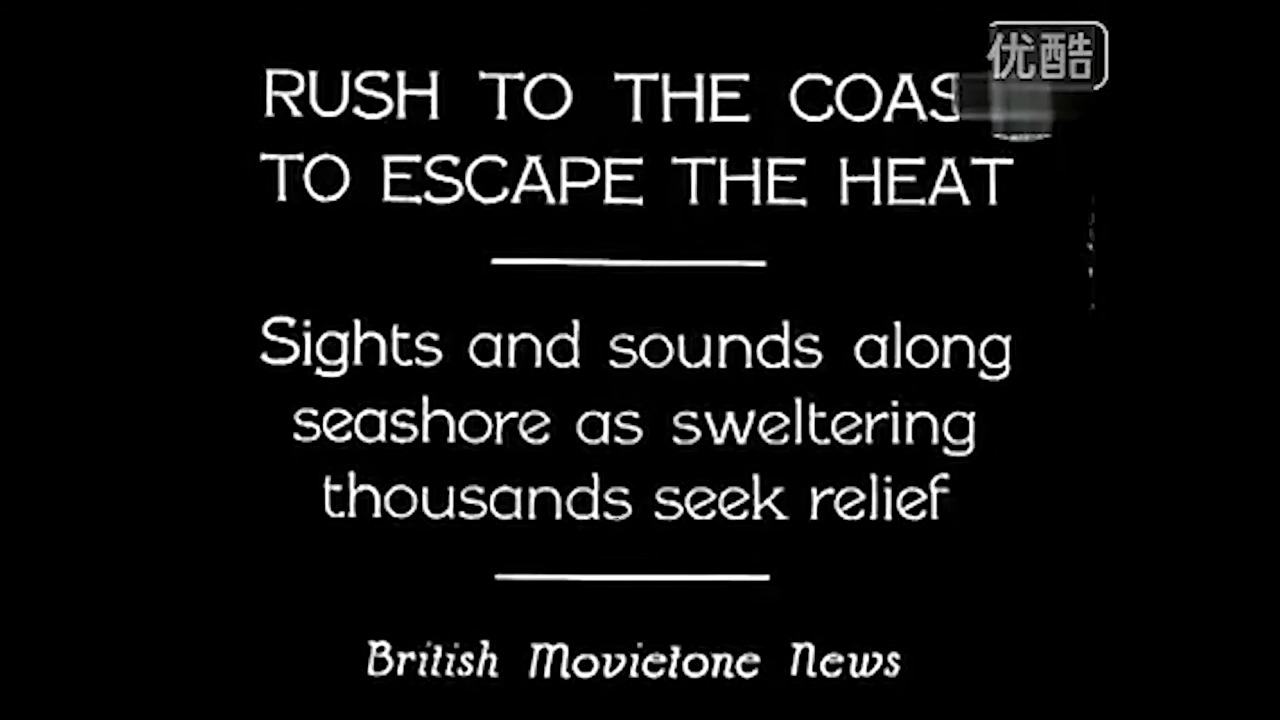 优酷
RUSH TO THE COAS
TO ESCAPE THE HEAT
Sights and sounds along
seashore as sweltering
thousands seek relief
British Movietone News